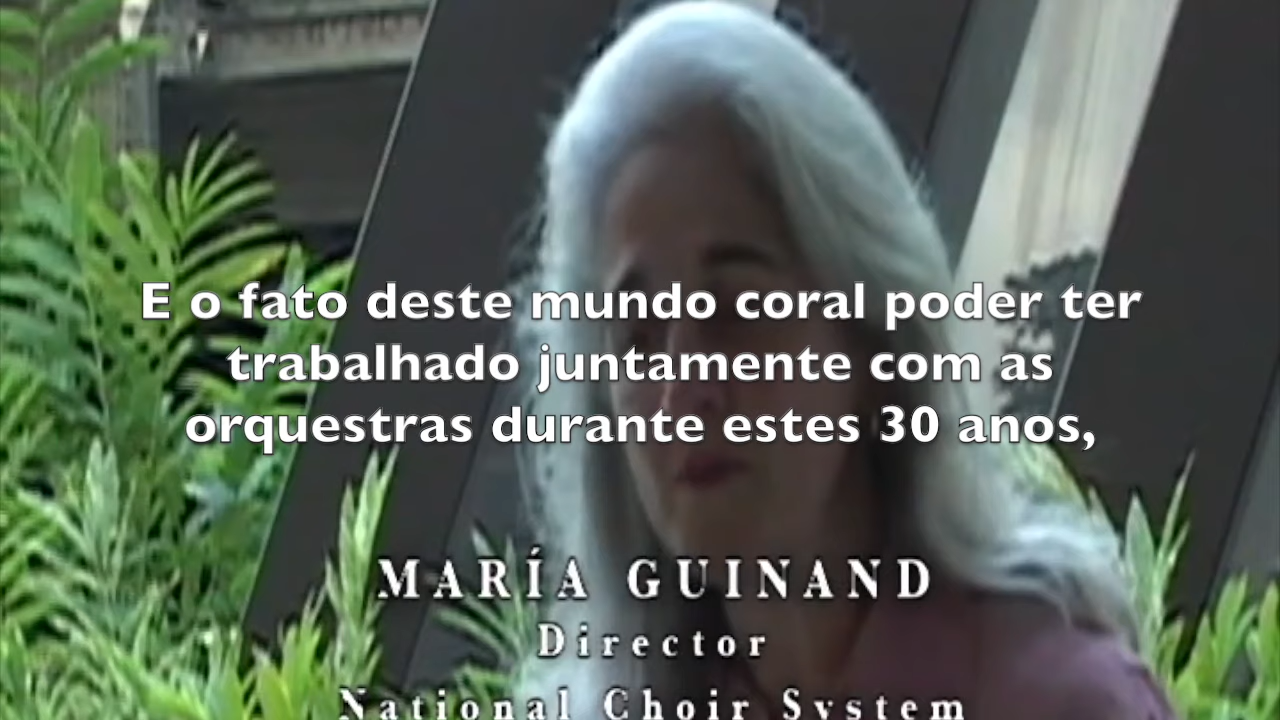 E o fato deste mundo coral poder ter
trabalhado juntamente com as
orquestras durante estes 30 anos,
MARÍA GUINAND
Director
National Choir System